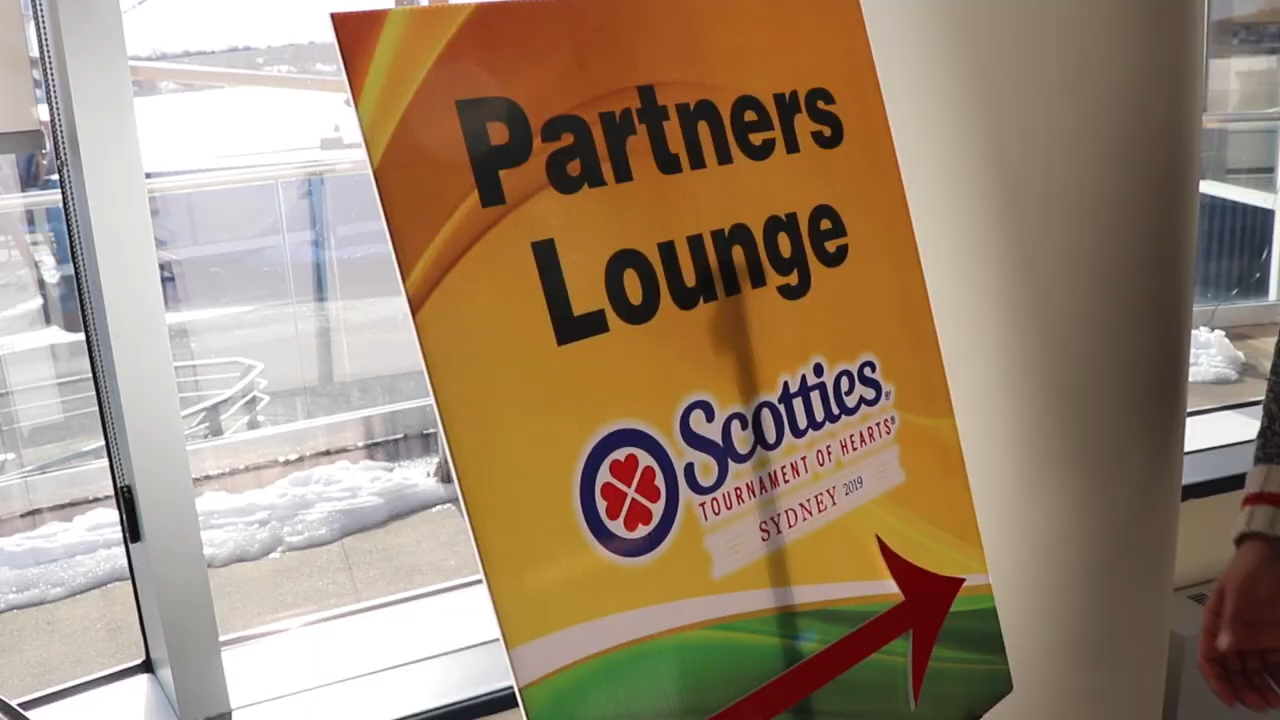 Partners
Lounge
Scotties®
TOURNAMENT OF HEARTS®
SYDNEY 2019